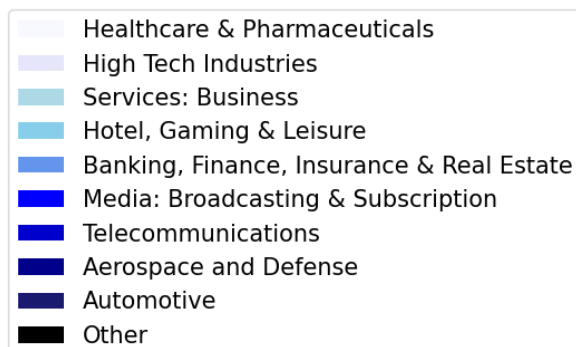 Healthcare & Pharmaceuticals
High Tech Industries
Services: Business
Hotel, Gaming & Leisure
Banking, Finance, Insurance & Real Estate
Media: Broadcasting & Subscription
Telecommunications
Aerospace and Defense
Automotive
Other